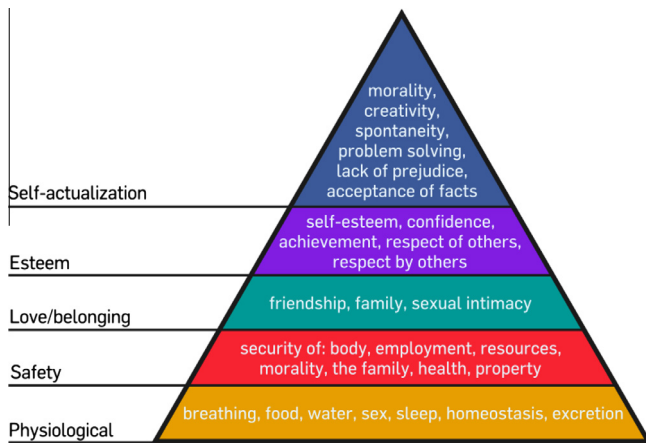 morality,
creativity,
spontaneity,
problem solving,
lack of prejudice,
acceptance of facts
Self-actualization
self-esteem, confidence,
achievement, respect of others,
respect by others
Esteem
friendship, family, sexual intimacy
Love/belonging
security of: body, employment, resources,
morality, the family, health, property
Safety
breathing, food, water, sex, sleep, homeostasis, excretion
Physiological